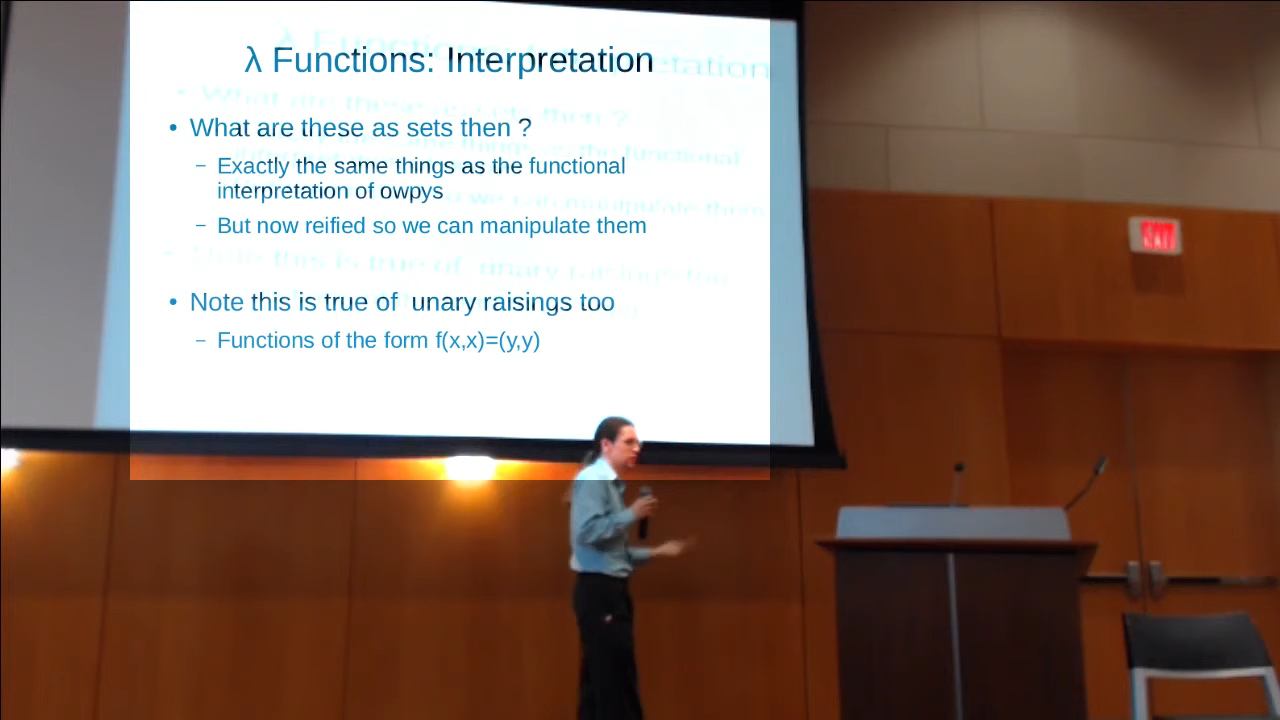 λ Functions: Interpretation
• What are these as sets then ?
– Exactly the same things as the functional
interpretation of owpys
– But now reified so we can manipulate them
• Note this is true of  unary raisings too
– Functions of the form f(x,x)=(y,y)
EXIT